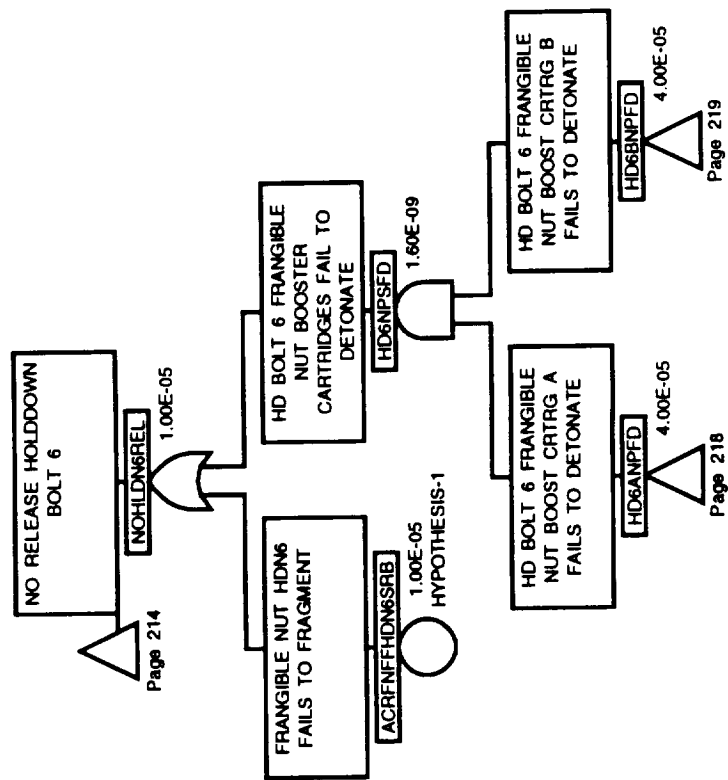 NO RELEASE HOLDDOWN
BOLT 6
NOHLDN6REL
1.00E-05
Page 214
FRANGIBLE NUT HDN6
FAILS TO FRAGMENT
ACRFNFFHDN6SRB
1.00E-05
HYPOTHESIS-1
HD BOLT 6 FRANGIBLE
NUT BOOSTER
CARTRIDGES FAIL TO
DETONATE
HD6NPSFD
1.60E-09
HD BOLT 6 FRANGIBLE
NUT BOOST CRTRG A
FAILS TO DETONATE
HD6ANPFD
4.00E-05
Page 218
HD BOLT 6 FRANGIBLE
NUT BOOST CRTRG B
FAILS TO DETONATE
HD6BNPFD
4.00E-05
Page 219